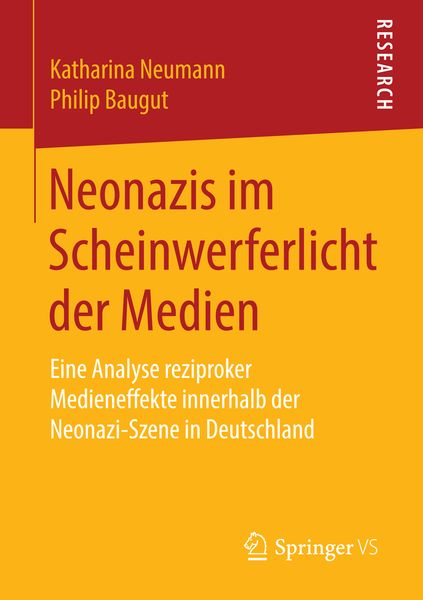 RESEARCH
Katharina Neumann
Philip Baugut
Neonazis im
Scheinwerferlicht
der Medien
Eine Analyse reziproker
Medieneffekte innerhalb der
Neonazi-Szene in Deutschland
Springer VS